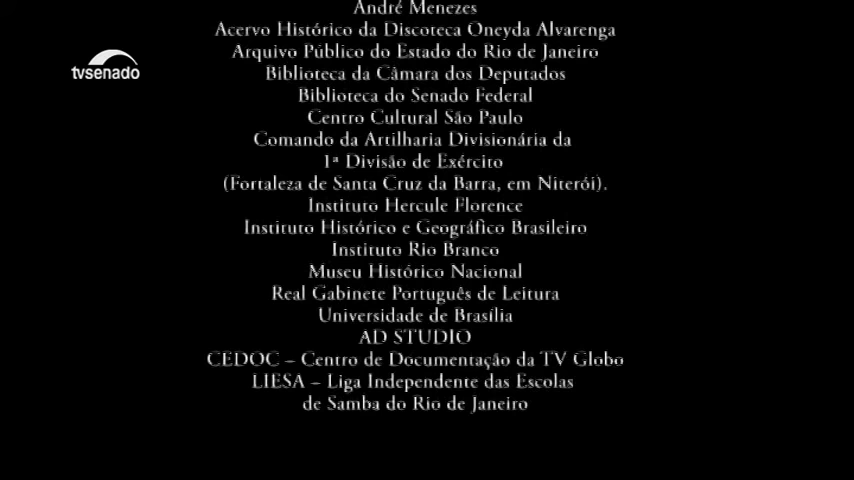 André Menezes
Acervo Histórico da Discoteca Oneyda Alvarenga
Arquivo Público do Estado do Rio de Janeiro
tvsenado
Biblioteca da Câmara dos Deputados
Biblioteca do Senado Federal
Centro Cultural São Paulo
Comando da Artilharia Divisionária da
1ª Divisão de Exército
(Fortaleza de Santa Cruz da Barra, em Niterói).
Instituto Hercule Florence
Instituto Histórico e Geográfico Brasileiro
Instituto Rio Branco
Museu Histórico Nacional
Real Gabinete Português de Leitura
Universidade de Brasília
AD STUDIO
CEDOC – Centro de Documentação da TV Globo
LIESA – Liga Independente das Escolas
de Samba do Rio de Janeiro